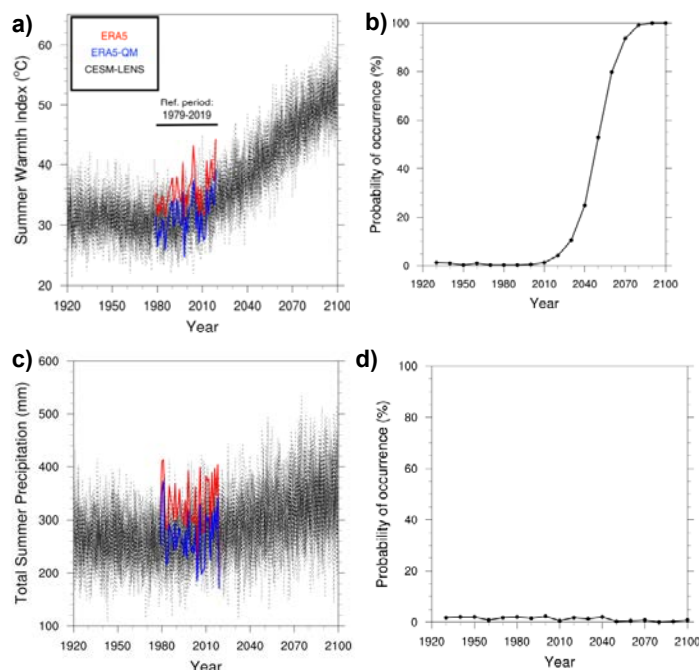 a)
ERA5
ERA5-QM
CESM-LENS
Ref. period:
1979-2019
Summer Warmth Index (°C)
60
50
40
30
20
1920 1950 1980 2010 2040 2070 2100
Year
b)
Probability of occurrence (%)
100
80
60
40
20
0
1920 1950 1980 2010 2040 2070 2100
Year
c)
Total Summer Precipitation (mm)
600
500
400
300
200
100
1920 1950 1980 2010 2040 2070 2100
Year
d)
Probability of occurrence (%)
100
80
60
40
20
0
1920 1950 1980 2010 2040 2070 2100
Year